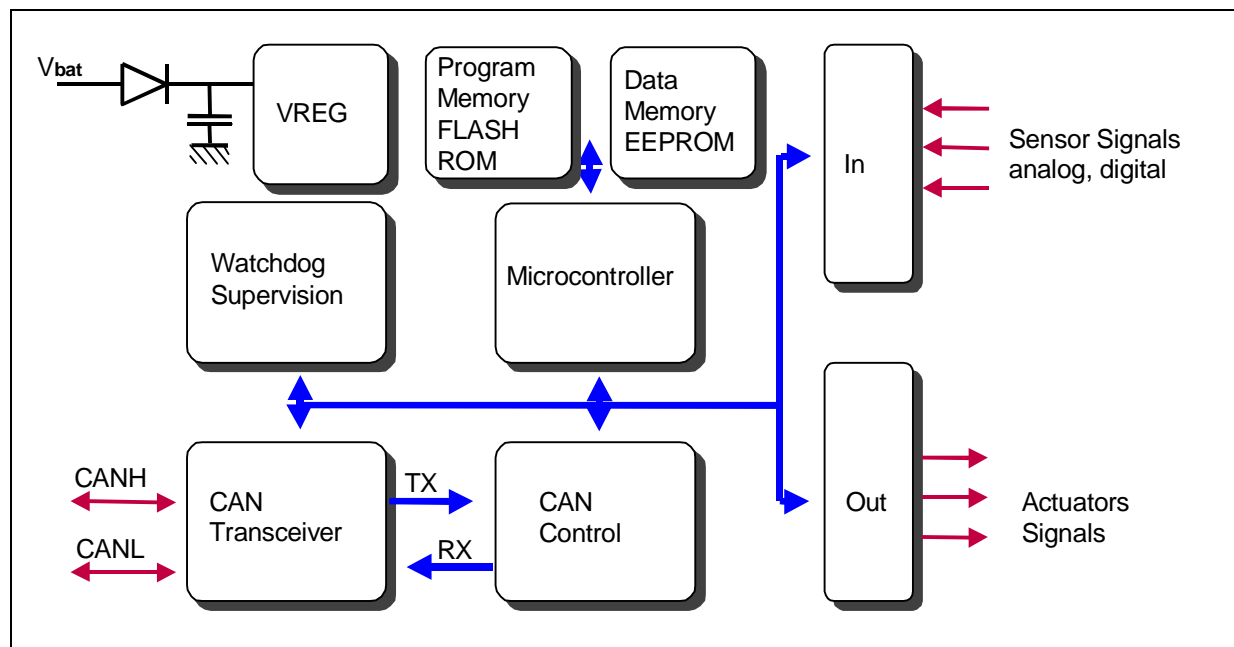 Vbat
VREG
Program
Memory
FLASH
ROM
Data
Memory
EEPROM
In
Sensor Signals
analog, digital
Watchdog
Supervision
Microcontroller
CANH
CANL
CAN
Transceiver
TX
RX
CAN
Control
Out
Actuators
Signals